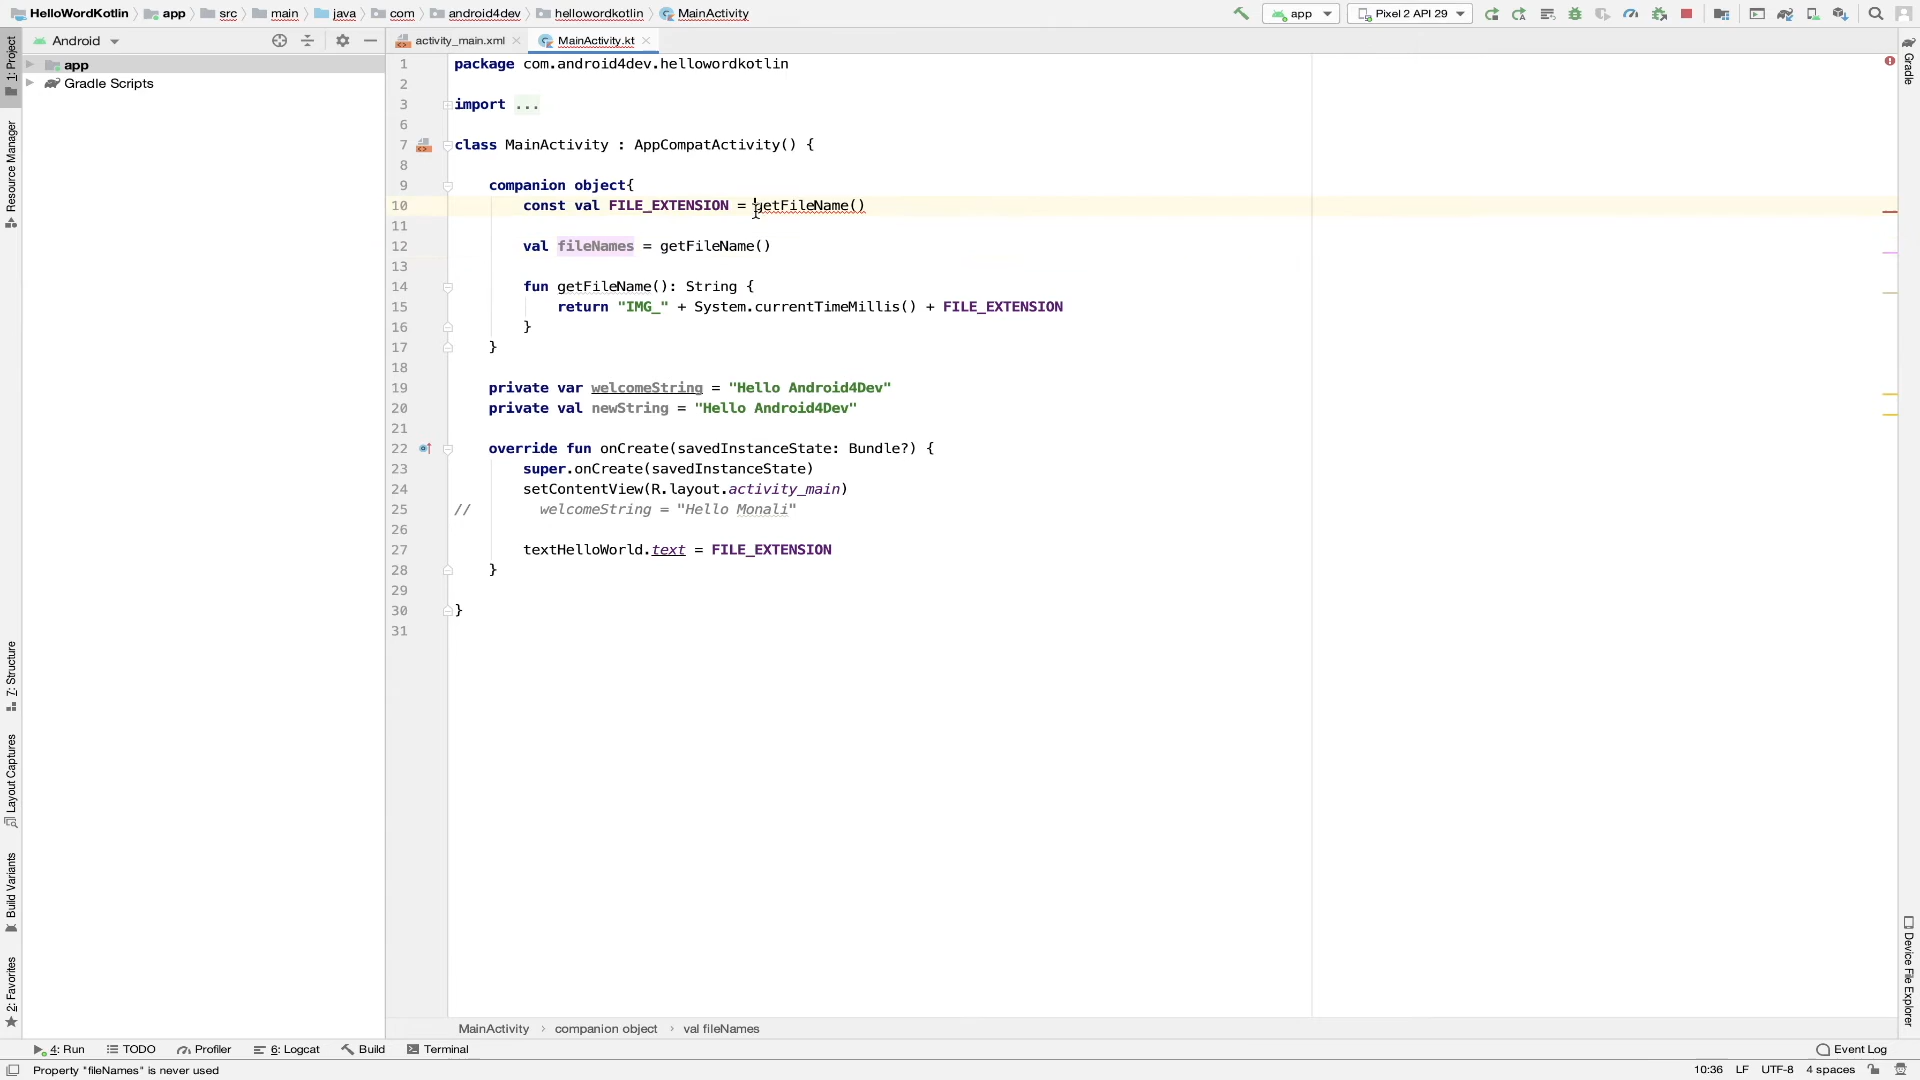 HelloWordKotlin app src main java com android4dev hellowordkotlin MainActivity app Pixel 2 API 29
Android activity_main.xml MainActivity.kt
1: Project
Resource Manager
7: Structure
Layout Captures
Build Variants
2: Favorites
app
Gradle Scripts
1 package com.android4dev.hellowordkotlin
2
3 import ...
6
7 class MainActivity : AppCompatActivity() {
8
9 companion object{
10 const val FILE_EXTENSION = getFileName()
11
12 val fileNames = getFileName()
13
14 fun getFileName(): String {
15 return "IMG_" + System.currentTimeMillis() + FILE_EXTENSION
16 }
17 }
18
19 private var welcomeString = "Hello Android4Dev"
20 private val newString = "Hello Android4Dev"
21
22 override fun onCreate(savedInstanceState: Bundle?) {
23 super.onCreate(savedInstanceState)
24 setContentView(R.layout.activity_main)
25 // welcomeString = "Hello Monali"
26
27 textHelloWorld.text = FILE_EXTENSION
28 }
29
30 }
31
Gradle
Device File Explorer
MainActivity › companion object › val fileNames
4: Run TODO Profiler 6: Logcat Build Terminal Event Log
Property "fileNames" is never used 10:36 LF UTF-8 4 spaces